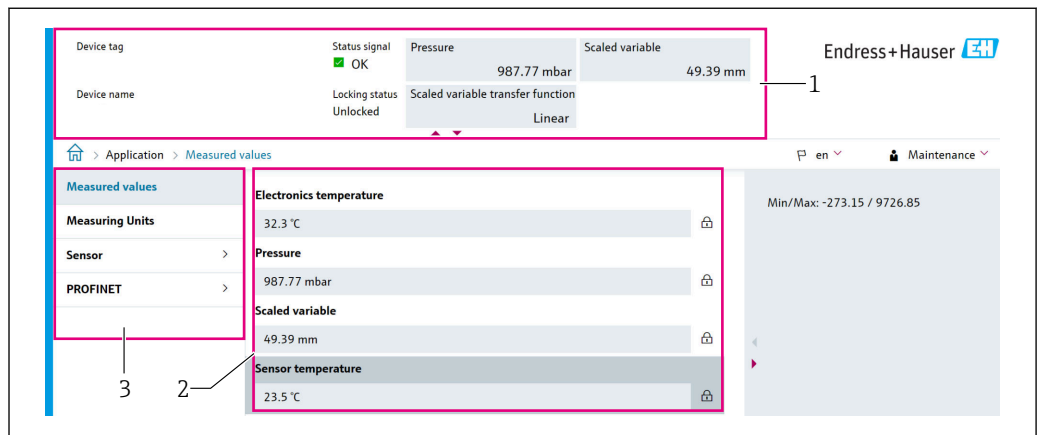 Device tag
Status signal
OK
Pressure
987.77 mbar
Scaled variable
49.39 mm
Endress+Hauser EH
1
Device name
Locking status
Unlocked
Scaled variable transfer function
Linear
> Application > Measured values
en
Maintenance
Measured values
Measuring Units
Sensor >
PROFINET >
3
2
Electronics temperature
32.3 °C
Pressure
987.77 mbar
Scaled variable
49.39 mm
Sensor temperature
23.5 °C
Min/Max: -273.15 / 9726.85